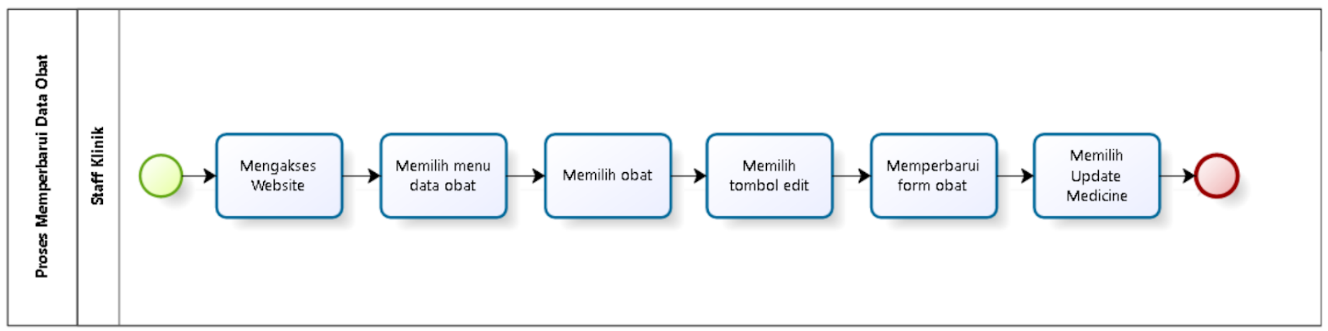 Proses Memperbarui Data Obat
Staff Klinik
Mengakses
Website
Memilih menu
data obat
Memilih obat
Memilih
tombol edit
Memperbarui
form obat
Memilih
Update
Medicine